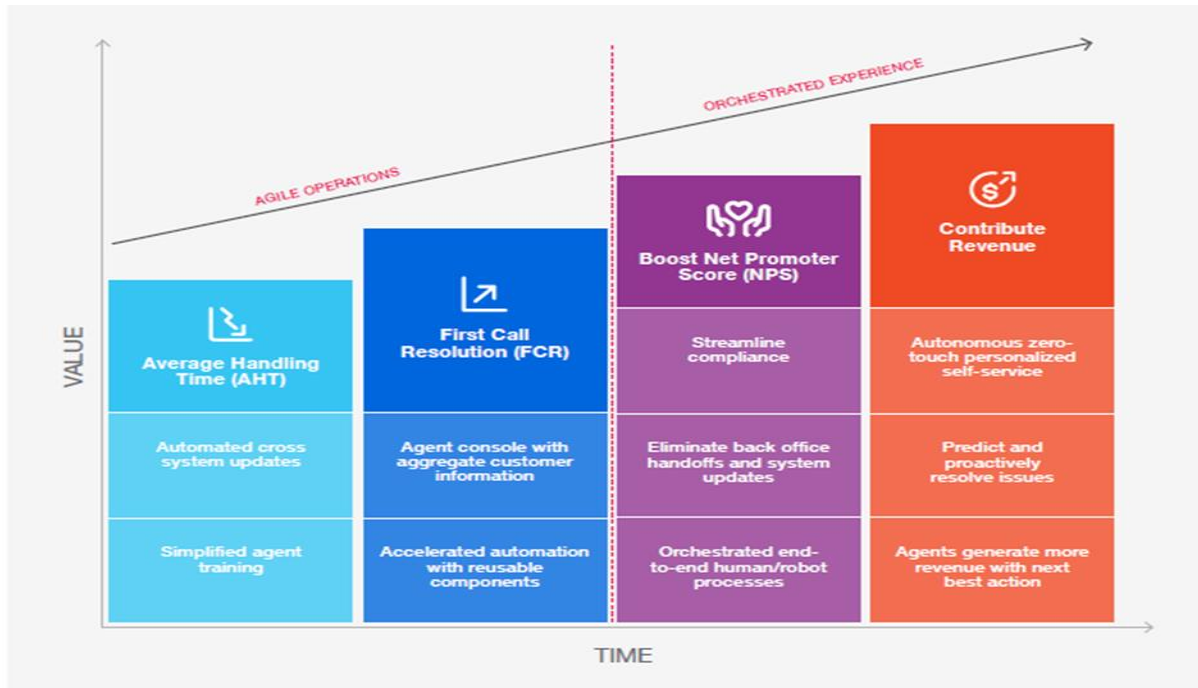 ORCHESTRATED EXPERIENCE
AGILE OPERATIONS
VALUE
Average Handling
Time (AHT)
Automated cross
system updates
Simplified agent
training
First Call
Resolution (FCR)
Agent console with
aggregate customer
information
Accelerated automation
with reusable
components
Boost Net Promoter
Score (NPS)
Streamline
compliance
Eliminate back office
handoffs and system
updates
Orchestrated end-
to-end human/robot
processes
$
Contribute
Revenue
Autonomous zero-
touch personalized
self-service
Predict and
proactively
resolve issues
Agents generate more
revenue with next
best action
TIME